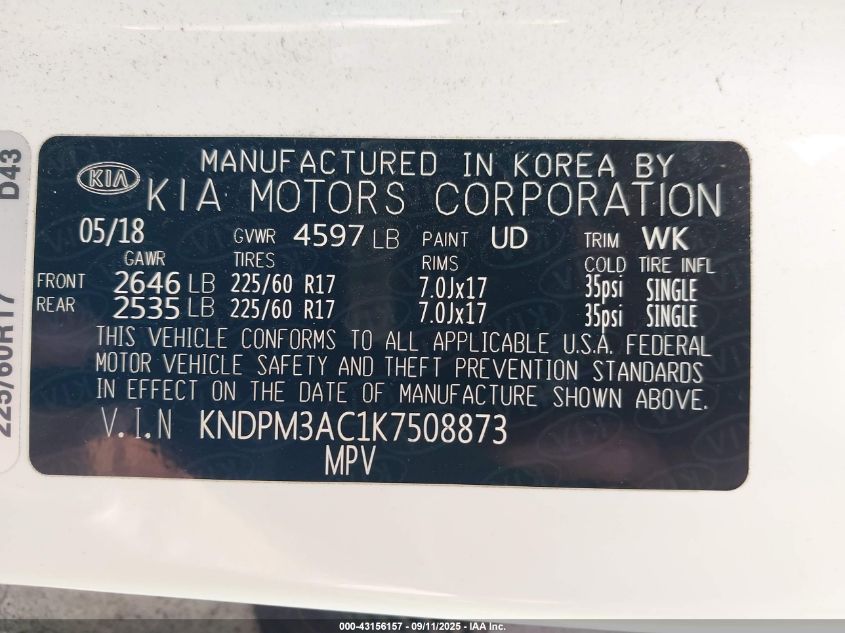 MANUFACTURED IN KOREA BY
KIA KIA MOTORS CORPORATION
05/18 GVWR 4597 LB PAINT UD TRIM WK
GAWR TIRES RIMS COLD TIRE INFL
FRONT 2646 LB 225/60 R17 7.0Jx17 35psi SINGLE
REAR 2535 LB 225/60 R17 7.0Jx17 35psi SINGLE
THIS VEHICLE CONFORMS TO ALL APPLICABLE U.S.A. FEDERAL
MOTOR VEHICLE SAFETY AND THEFT PREVENTION STANDARDS
IN EFFECT ON THE DATE OF MANUFACTURE SHOWN ABOVE.
V.I.N KNDPM3AC1K7508873
MPV
225/60R17 D43
000-43156157 - 09/11/2025 - IAA Inc.